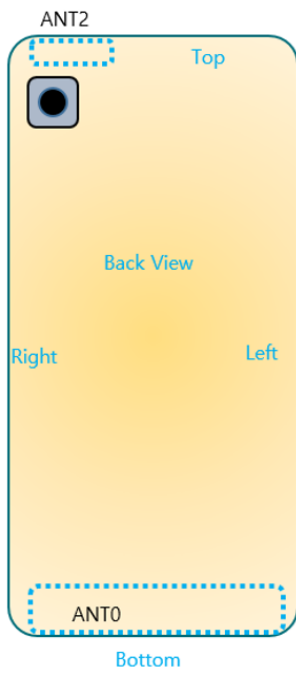 ANT2
Top
Back View
Right
Left
ANT0
Bottom